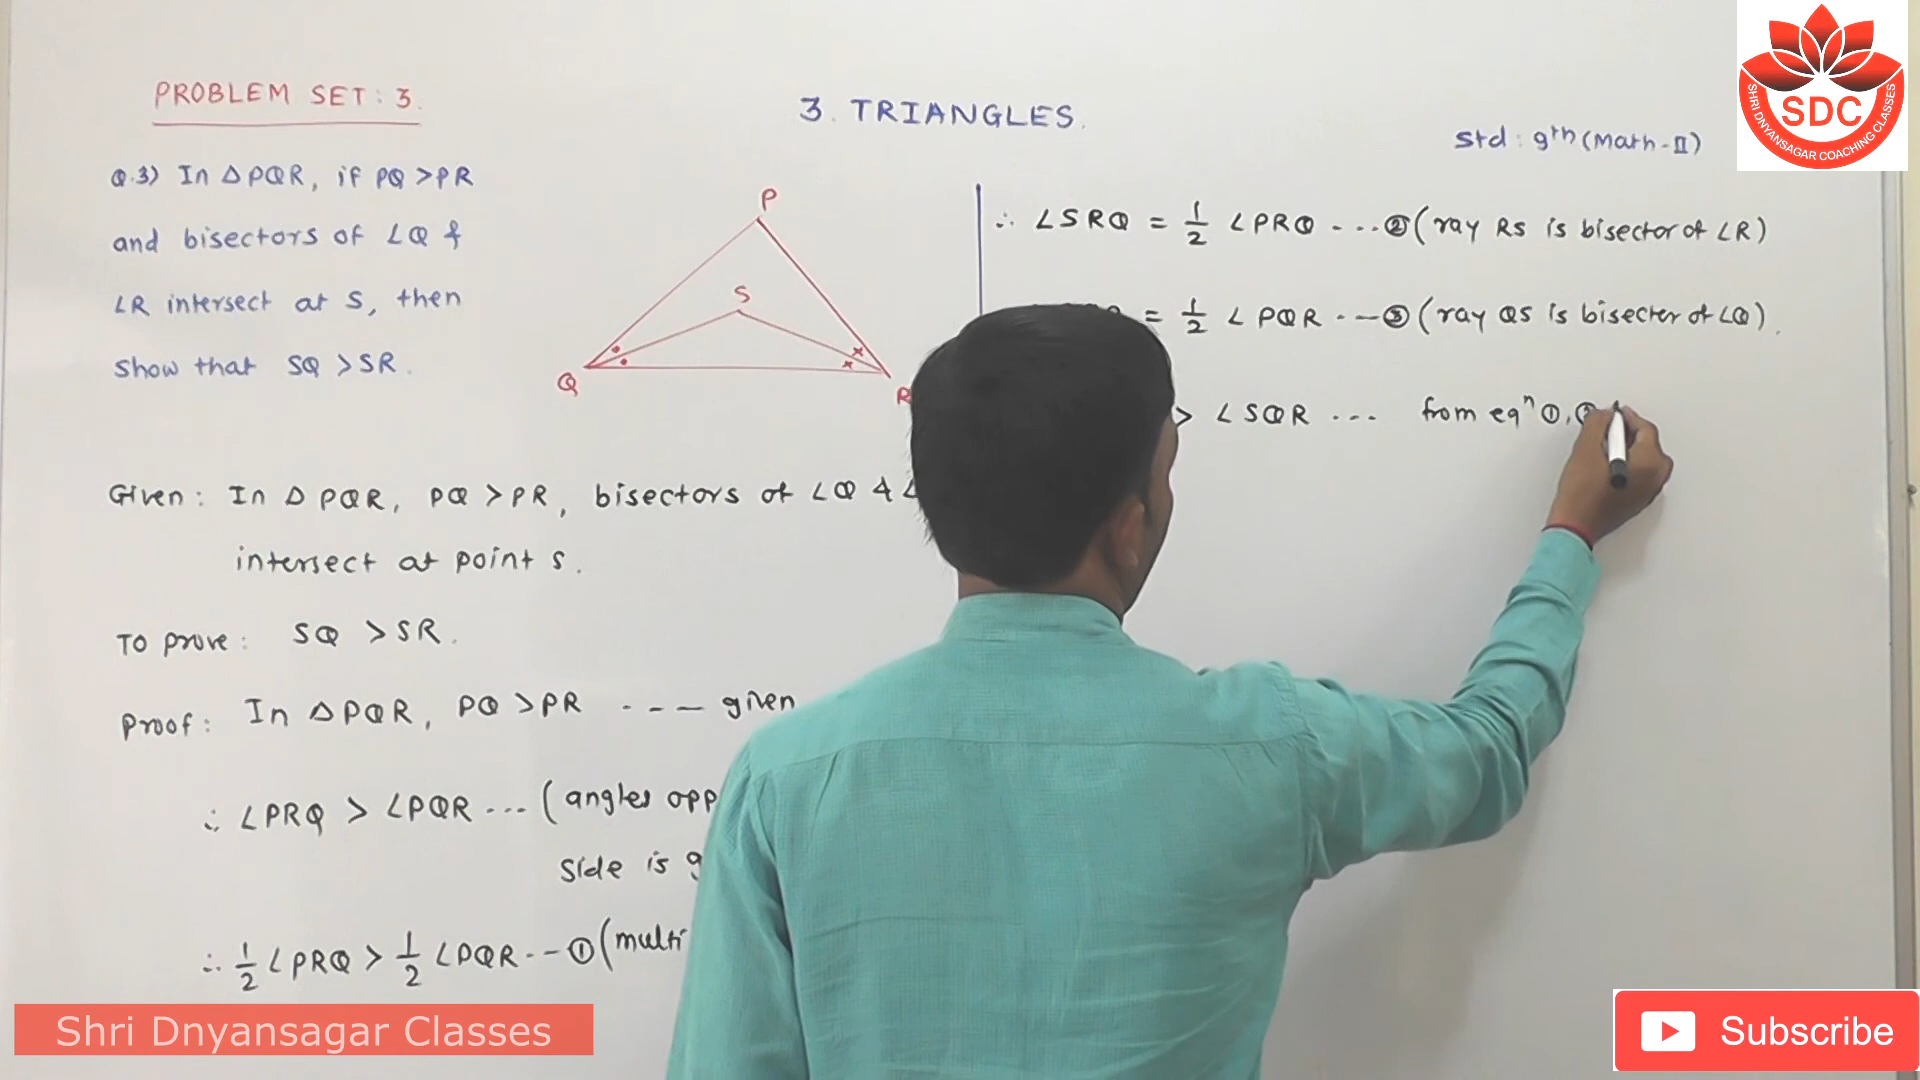 PROBLEM SET: 3.
3. TRIANGLES.
Std: 9th (Math-II)
SDC
SHRI DNYANSAGAR COACHING CLASSES
Q.3) In △PQR, if PQ >PR
and bisectors of ∠Q &
∠R intersect at S, then
Show that SQ >SR.
P
S
Q
R
Given: In △ PQR, PQ > PR, bisectors of ∠Q & ∠
intersect at point S.
To prove: SQ > SR.
Proof: In △PQR, PQ >PR ---- given
∴ ∠PRQ > ∠PQR ... (angles opp
Side is g
∴ 1/2 ∠PRQ > 1/2 ∠PQR --- ① (multi
∴ ∠SRQ = 1/2 ∠PRQ ... ② (ray RS is bisector of ∠R)
= 1/2 ∠ PQR --- ③ (ray QS is bisecter of ∠Q).
> ∠SQR ... from eqⁿ ①, ②
Shri Dnyansagar Classes
Subscribe